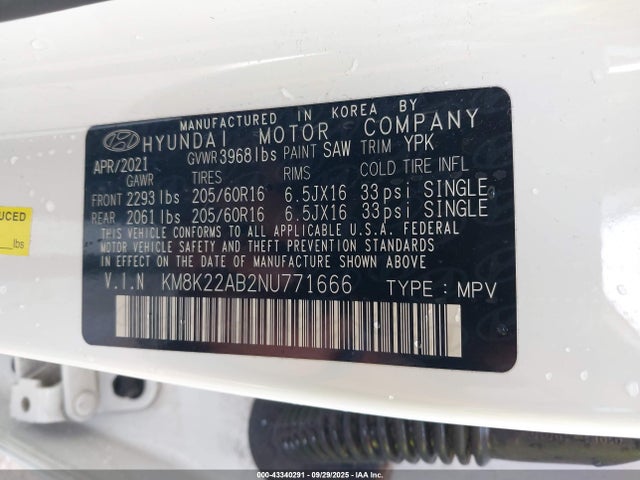 MANUFACTURED IN KOREA BY
HYUNDAI MOTOR COMPANY
APR/2021 GVWR 3968lbs PAINT SAW TRIM YPK
GAWR TIRES RIMS COLD TIRE INFL
FRONT 2293lbs 205/60R16 6.5JX16 33psi SINGLE
REAR 2061lbs 205/60R16 6.5JX16 33psi SINGLE
THIS VEHICLE CONFORMS TO ALL APPLICABLE U.S.A. FEDERAL
MOTOR VEHICLE SAFETY AND THEFT PREVENTION STANDARDS
IN EFFECT ON THE DATE OF MANUFACTURE SHOWN ABOVE
V.I.N KM8K22AB2NU771666 TYPE : MPV
UCED
lbs
000-43340291 - 09/29/2025 - IAA Inc.